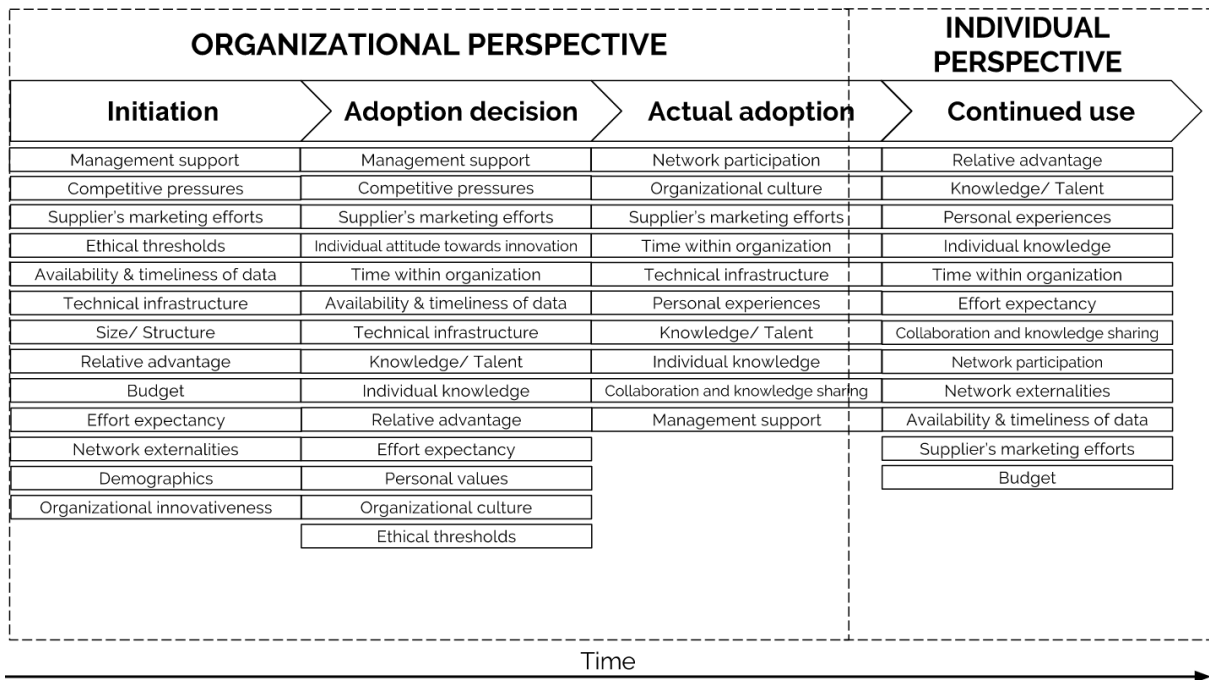 ORGANIZATIONAL PERSPECTIVE
INDIVIDUAL
PERSPECTIVE
Initiation
Adoption decision
Actual adoption
Continued use
Management support
Competitive pressures
Supplier's marketing efforts
Ethical thresholds
Availability & timeliness of data
Technical infrastructure
Size/ Structure
Relative advantage
Budget
Effort expectancy
Network externalities
Demographics
Organizational innovativeness
Management support
Competitive pressures
Supplier's marketing efforts
Individual attitude towards innovation
Time within organization
Availability & timeliness of data
Technical infrastructure
Knowledge/ Talent
Individual knowledge
Relative advantage
Effort expectancy
Personal values
Organizational culture
Ethical thresholds
Network participation
Organizational culture
Supplier's marketing efforts
Time within organization
Technical infrastructure
Personal experiences
Knowledge/ Talent
Individual knowledge
Collaboration and knowledge sharing
Management support
Relative advantage
Knowledge/ Talent
Personal experiences
Individual knowledge
Time within organization
Effort expectancy
Collaboration and knowledge sharing
Network participation
Network externalities
Availability & timeliness of data
Supplier's marketing efforts
Budget
Time